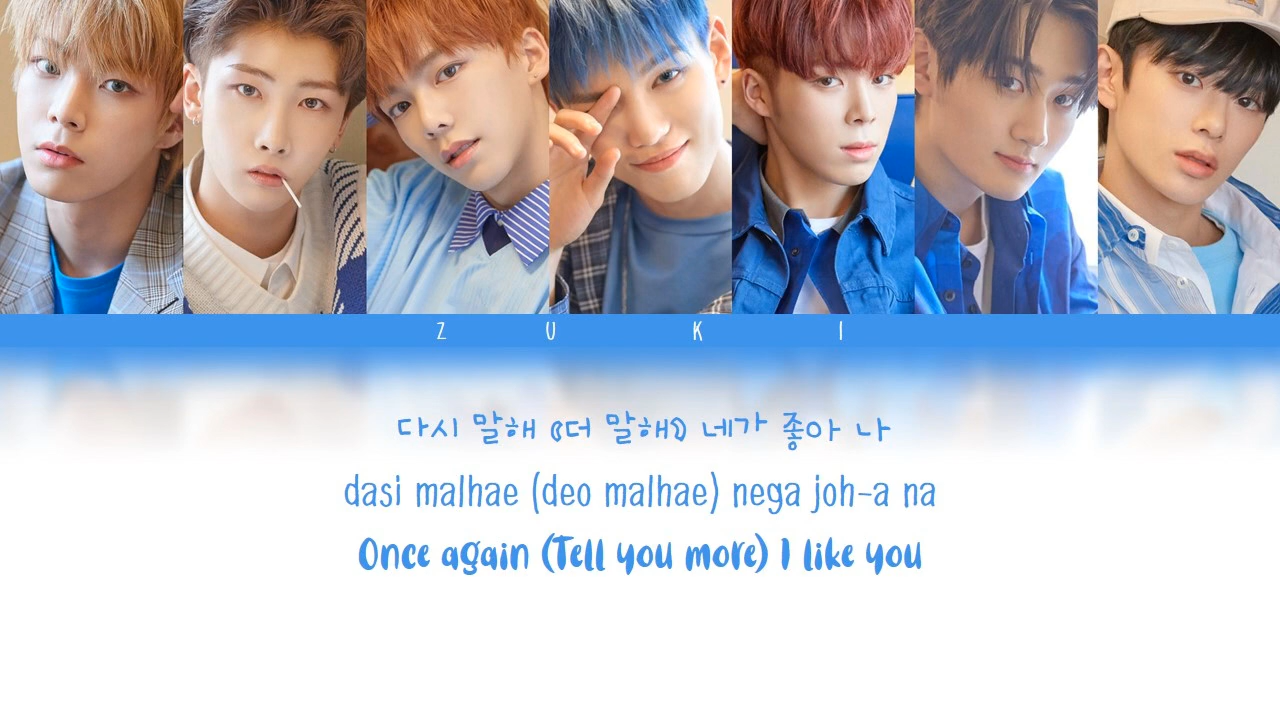 Z U K I
다시 말해 (더 말해) 네가 좋아 나
dasi malhae (deo malhae) nega joh-a na
Once again (Tell you more) I like you